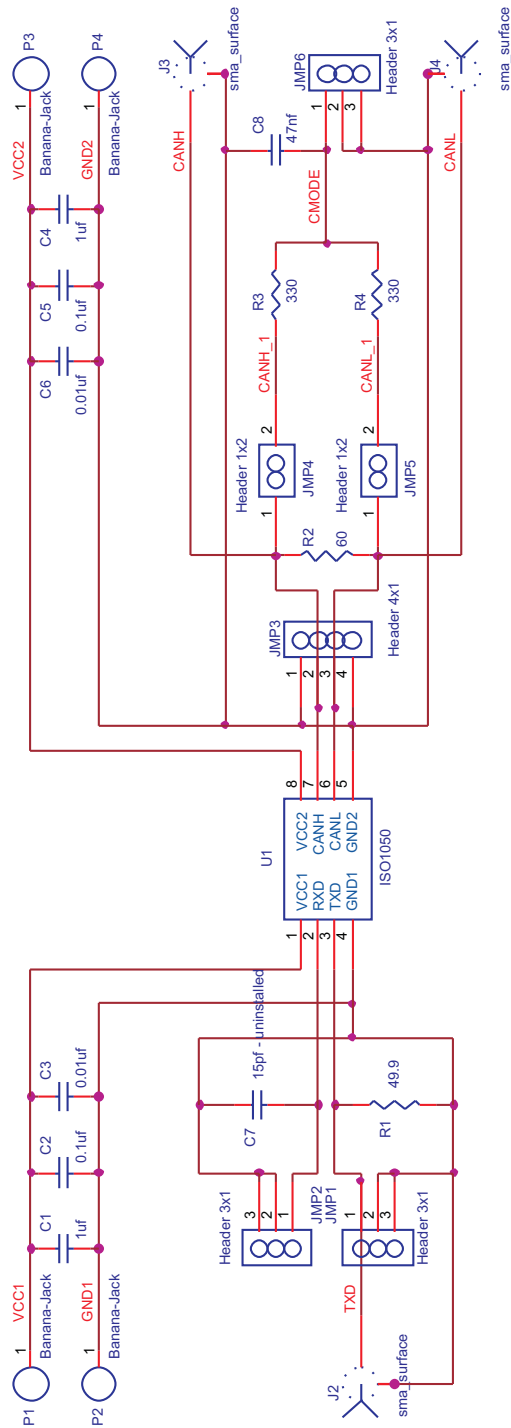 P1
1
Banana-Jack
VCC1
P2
1
Banana-Jack
GND1
C1
1uf
C2
0.1uf
C3
0.01uf
P3
1
Banana-Jack
VCC2
P4
1
Banana-Jack
GND2
C4
1uf
C5
0.1uf
C6
0.01uf
Header 3x1
3
2
1
JMP2
C7
15pf - uninstalled
JMP1
1
2
3
Header 3x1
TXD
J2
sma_surface
R1
49.9
U1
ISO1050
VCC1
RXD
TXD
GND1
VCC2
CANH
CANL
GND2
1
2
3
4
8
7
6
5
JMP3
1
2
3
4
Header 4x1
R2
60
Header 1x2
1
2
JMP4
Header 1x2
1
2
JMP5
CANH_1
R3
330
CANL_1
R4
330
CMODE
C8
47nf
JMP6
1
2
3
Header 3x1
CANH
J3
sma_surface
CANL
J4
sma_surface